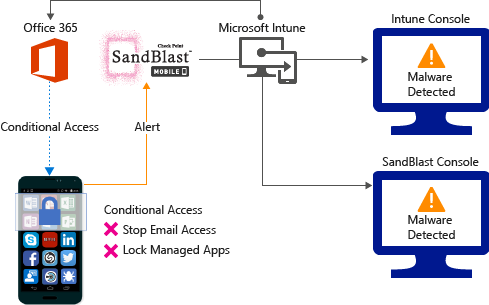 Office 365
Microsoft Intune
Intune Console
Check Point
SandBlast™
MOBILE
Malware
Detected
Conditional Access
Alert
SandBlast Console
Conditional Access
Stop Email Access
Lock Managed Apps
Malware
Detected